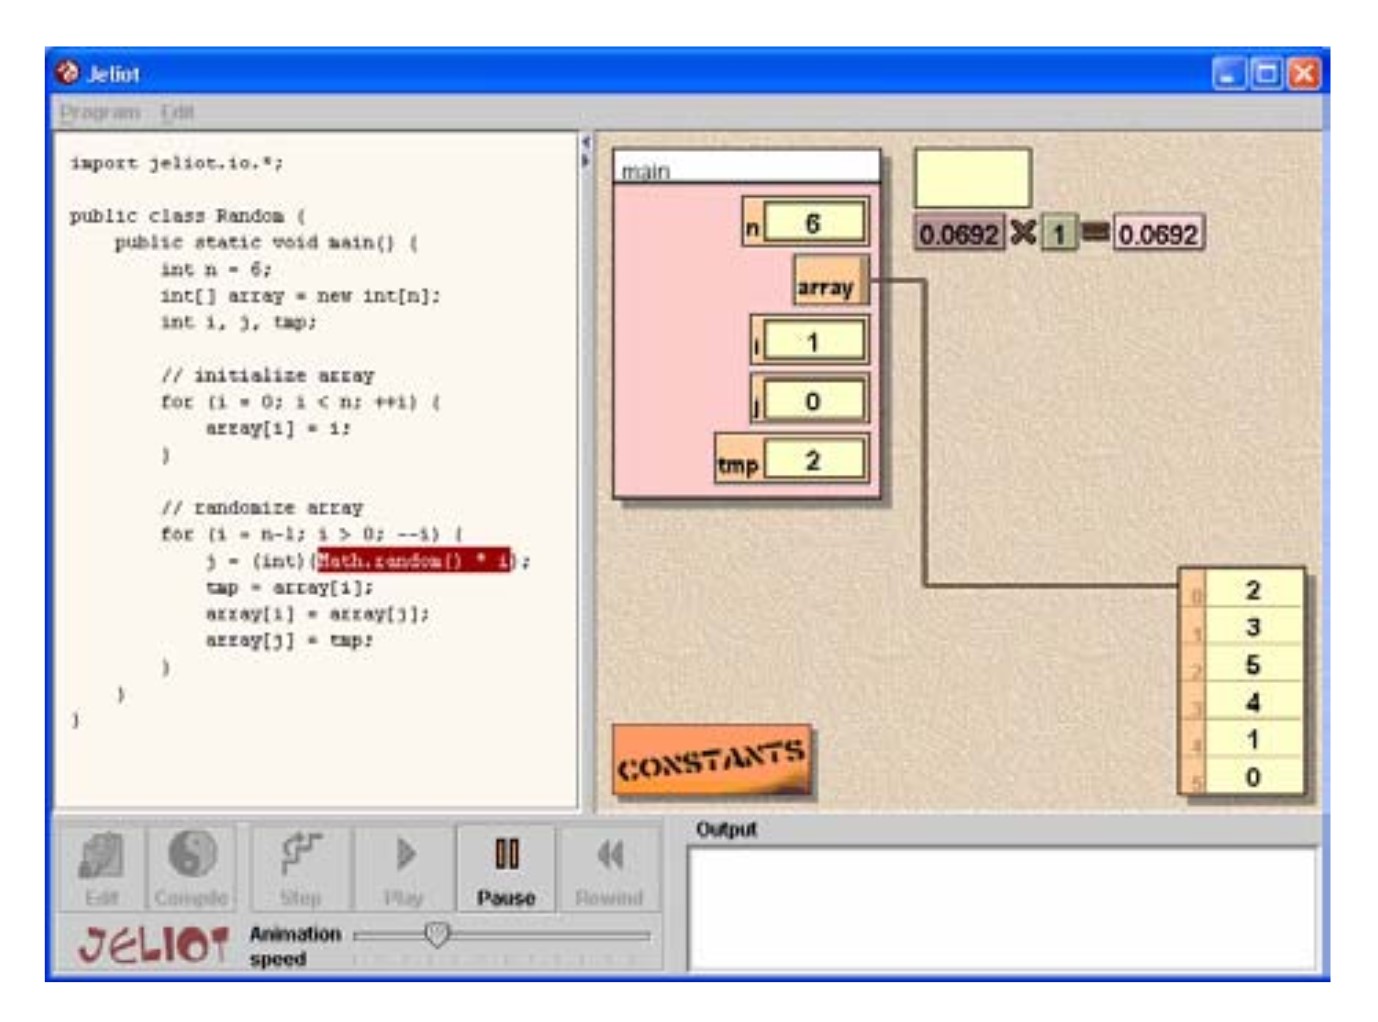 Jeliot
Program Edit
import jeliot.io.*;
public class Random {
public static void main() {
int n = 6;
int[] array = new int[n];
int i, j, tmp;
// initialize array
for (i = 0; i < n; ++i) {
array[i] = i;
}
// randomize array
for (i = n-1; i > 0; --i) {
j = (int)(Math.random() * i);
tmp = array[i];
array[i] = array[j];
array[j] = tmp;
}
}
}
main
n 6
array
i 1
j 0
tmp 2
0.0692 × 1 = 0.0692
0 2
1 3
2 5
3 4
4 1
5 0
CONSTANTS
Edit Compile Step Play Pause Rewind
JELIOT
Animation
speed
Output